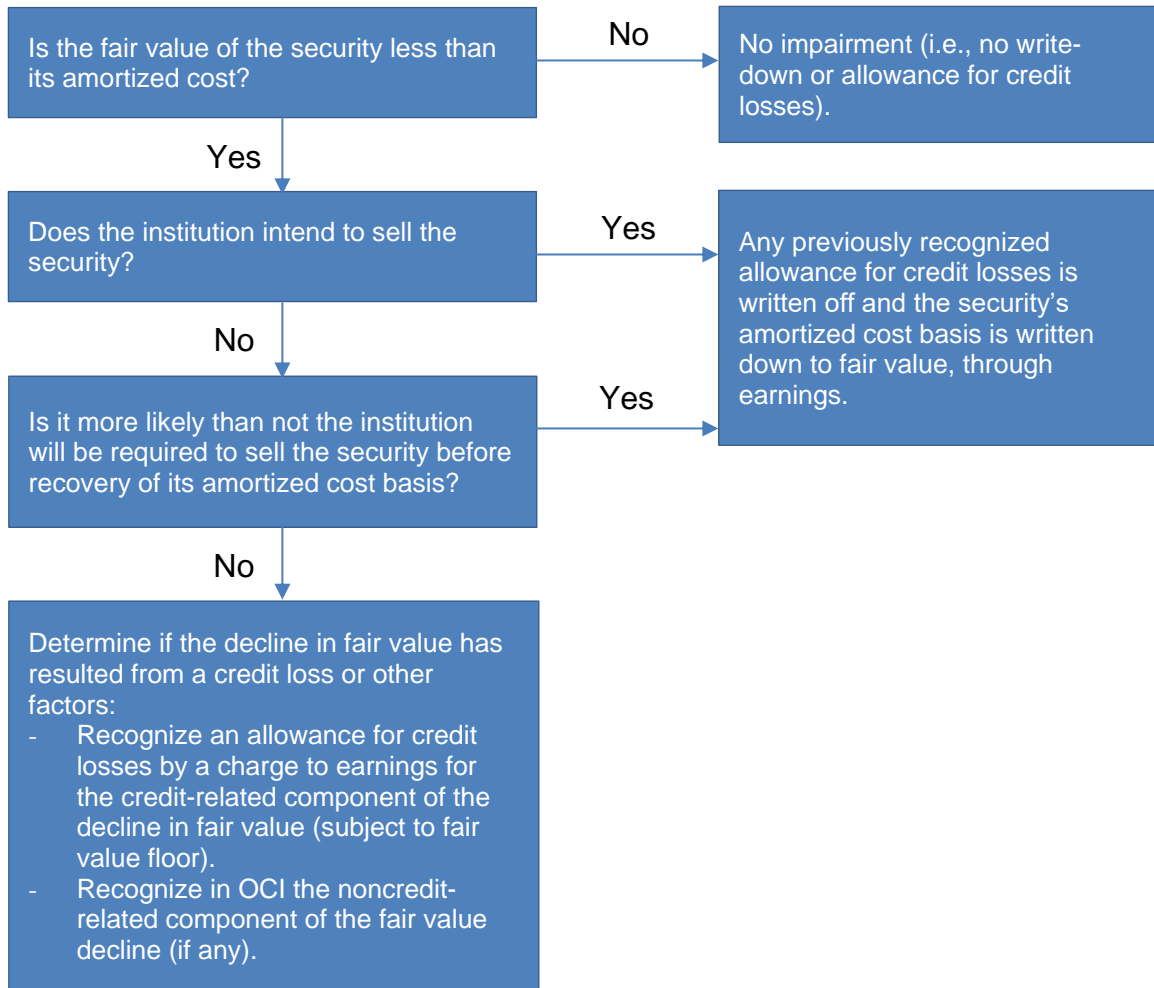 Is the fair value of the security less than
its amortized cost?
No
No impairment (i.e., no write-
down or allowance for credit
losses).
Yes
Does the institution intend to sell the
security?
Yes
Any previously recognized
allowance for credit losses is
written off and the security’s
amortized cost basis is written
down to fair value, through
earnings.
No
Is it more likely than not the institution
will be required to sell the security before
recovery of its amortized cost basis?
Yes
No
Determine if the decline in fair value has
resulted from a credit loss or other
factors:
- Recognize an allowance for credit
losses by a charge to earnings for
the credit-related component of the
decline in fair value (subject to fair
value floor).
- Recognize in OCI the noncredit-
related component of the fair value
decline (if any).